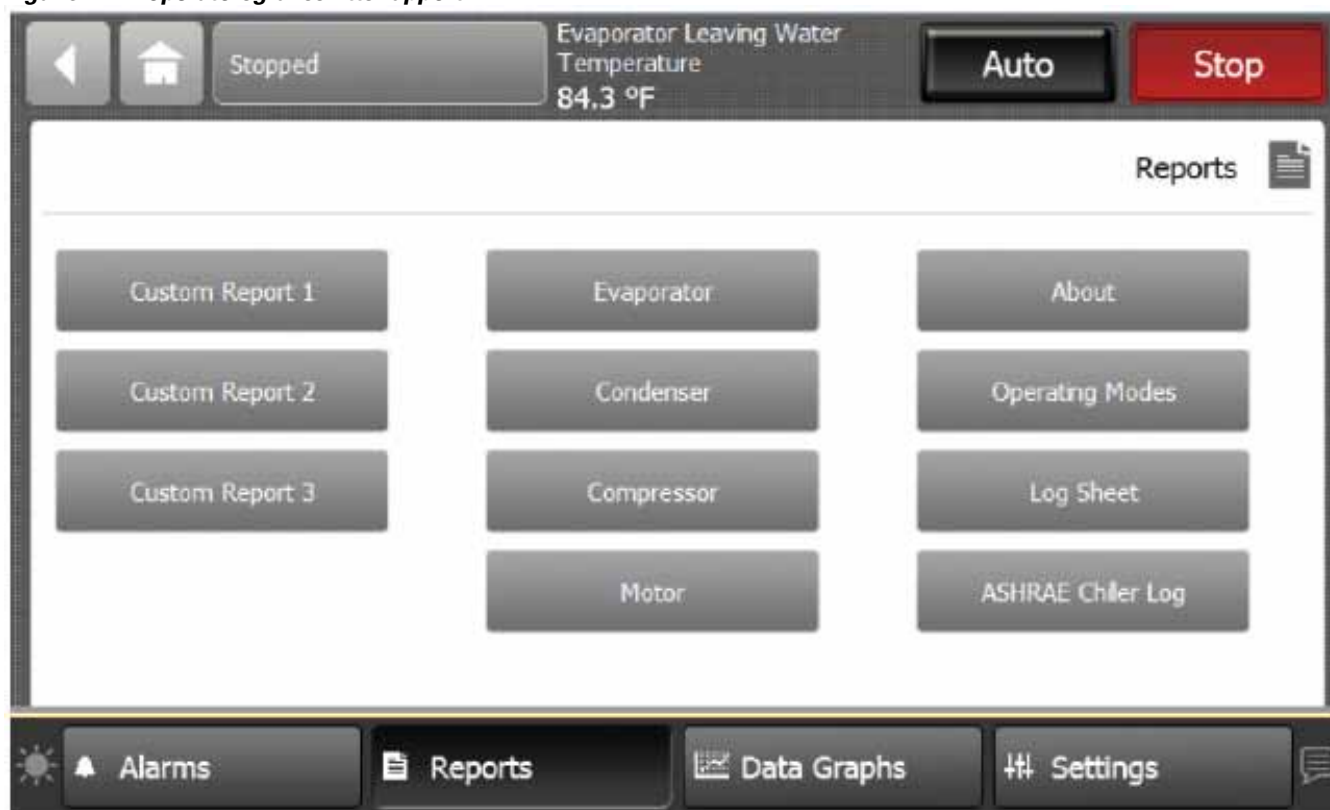 Stopped
Evaporator Leaving Water
Temperature
84.3 ºF
Auto
Stop
Reports
Custom Report 1
Evaporator
About
Custom Report 2
Condenser
Operating Modes
Custom Report 3
Compressor
Log Sheet
Motor
ASHRAE Chiller Log
Alarms
Reports
Data Graphs
Settings